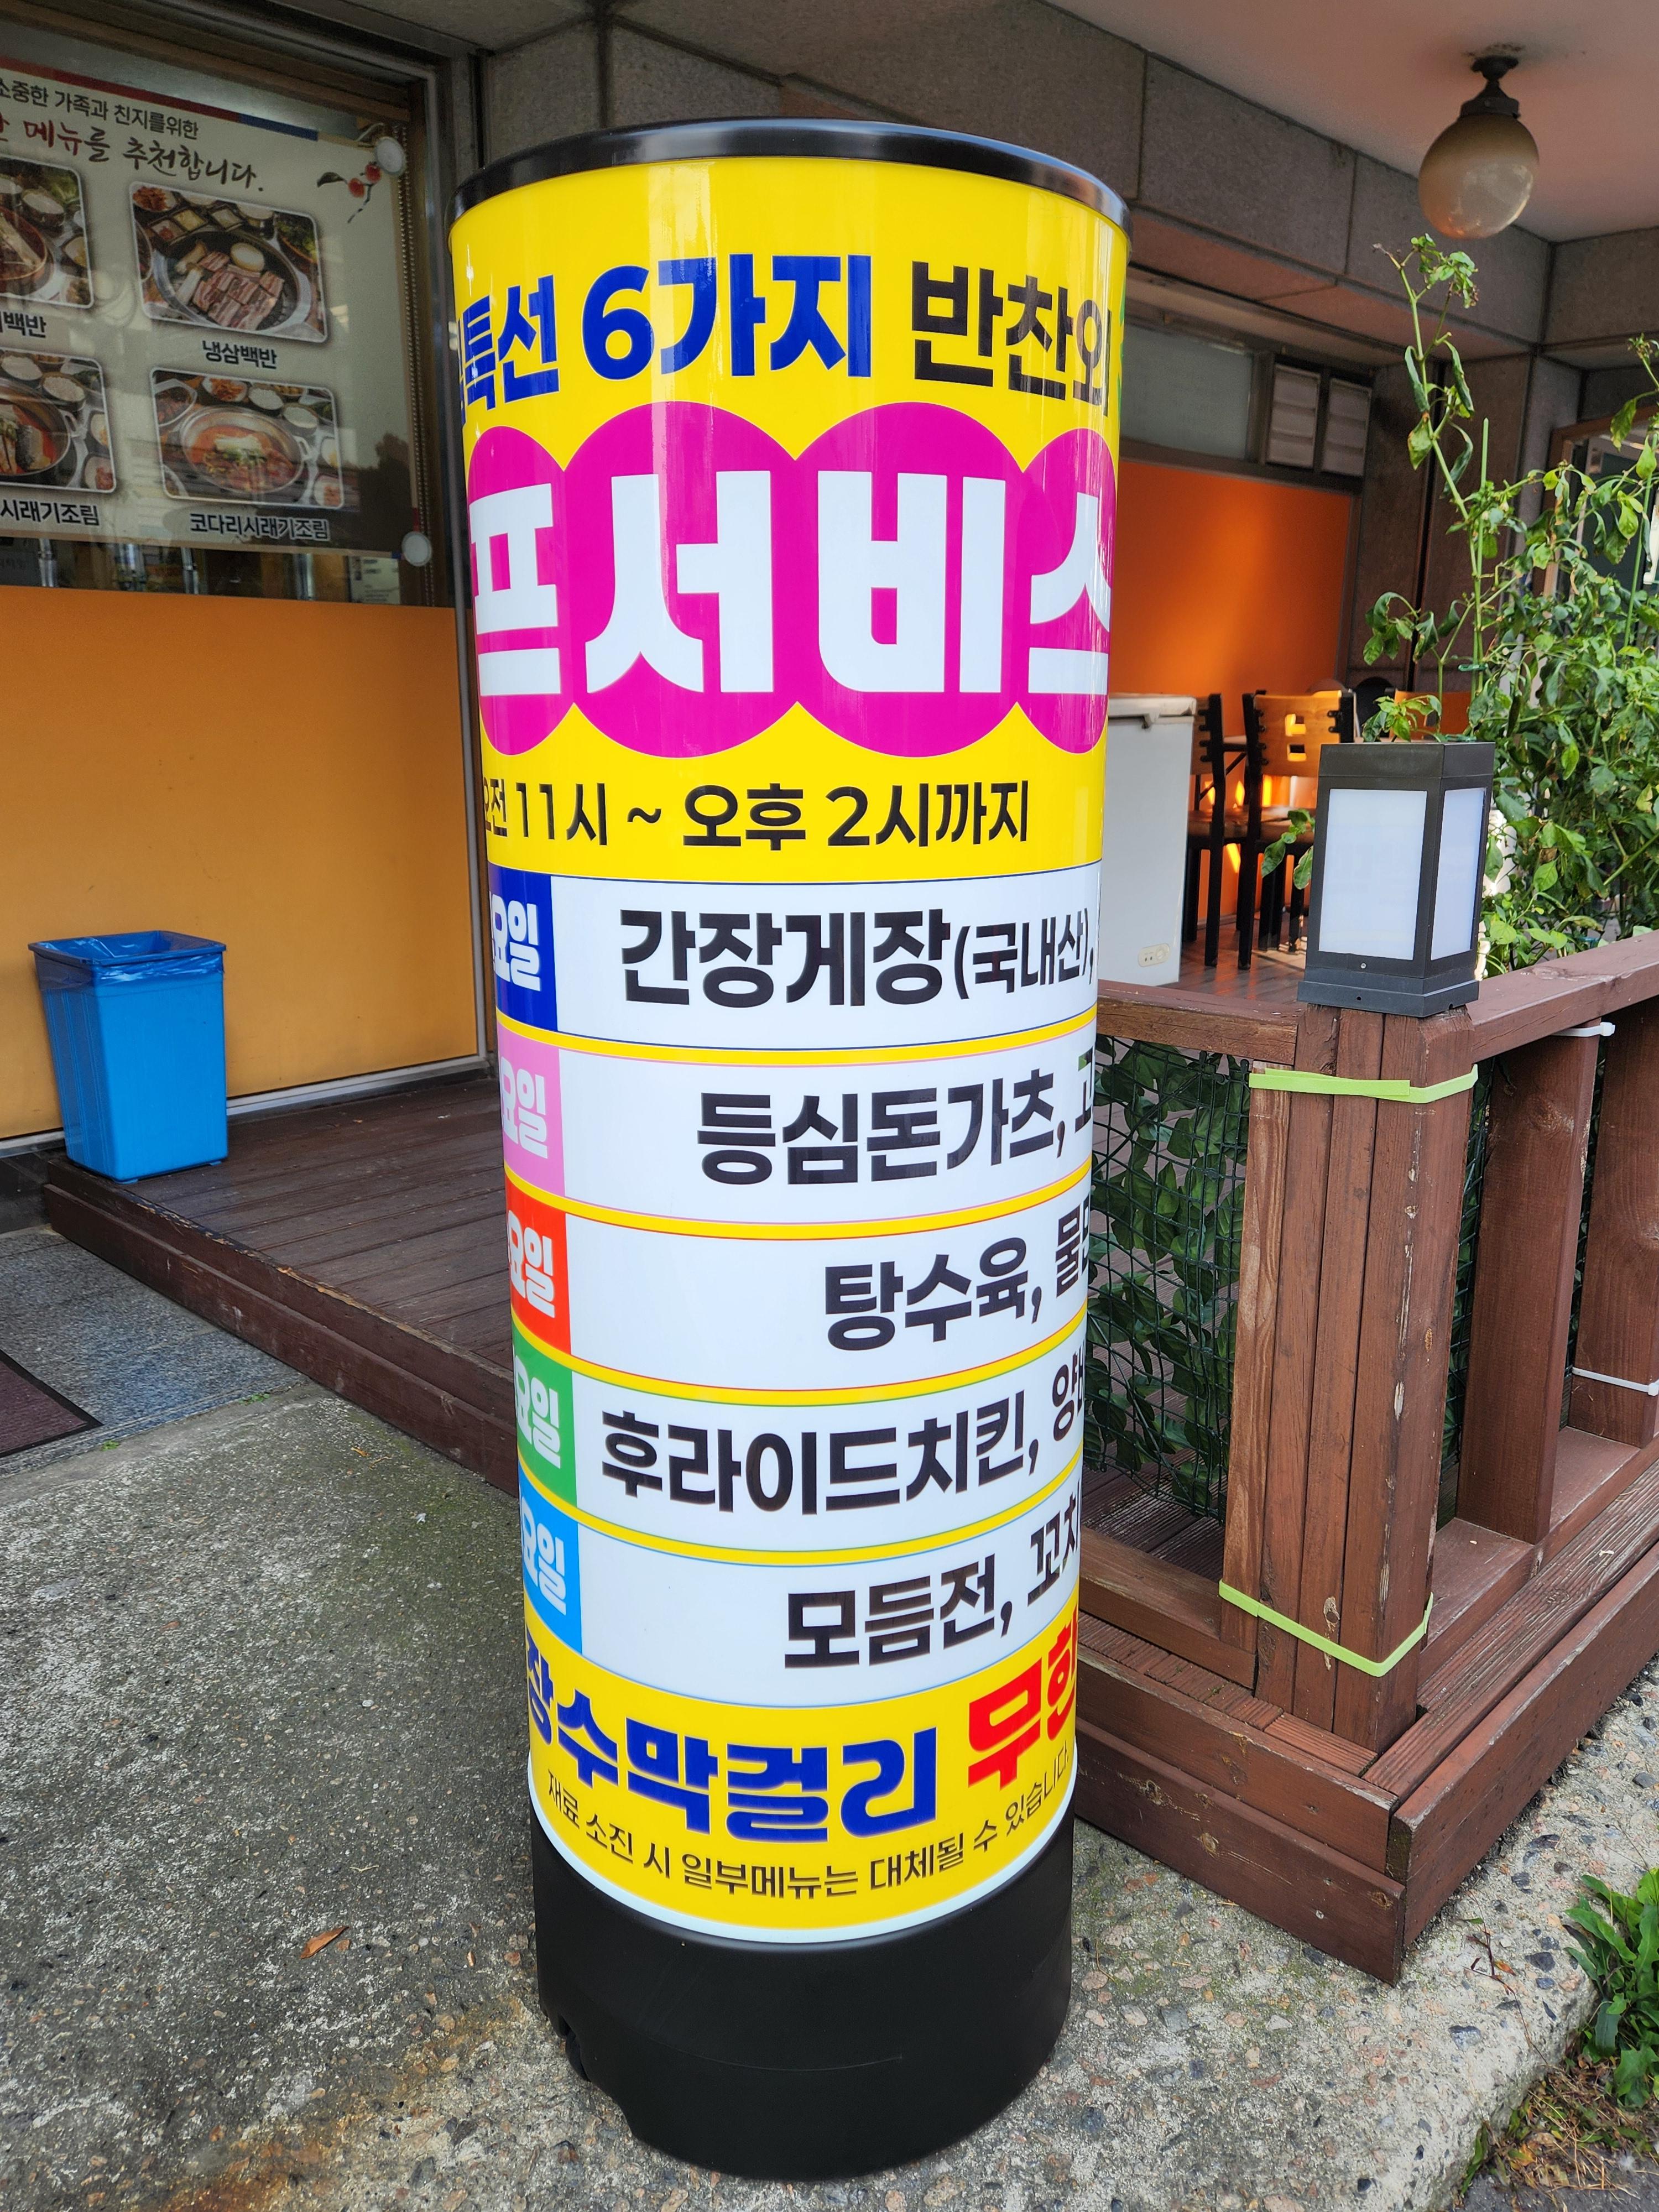 소중한 가족과 친지를위한
메뉴를 추천합니다.
냉삼백반
코다리시래기조림
특선 6가지 반찬외
프서비스
오전 11시 ~ 오후 2시까지
요일 간장게장(국내산),
요일 등심돈가츠,
요일 탕수육,
요일 후라이드치킨,
요일 모듬전,
장수막걸리 무한
재료 소진 시 일부메뉴는 대체될 수 있습니다.